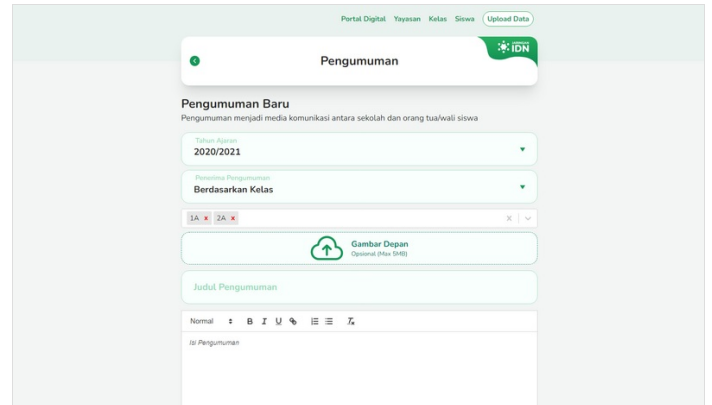 Portal Digital Yayasan Kelas Siswa Upload Data
IDN
Pengumuman
Pengumuman Baru
Pengumuman menjadi media komunikasi antara sekolah dan orang tua/wali siswa
Tahun Ajaran
2020/2021
Penerima Pengumuman
Berdasarkan Kelas
1A x 2A x
Gambar Depan
Opsional (Max 5MB)
Judul Pengumuman
Normal B I U
Isi Pengumuman